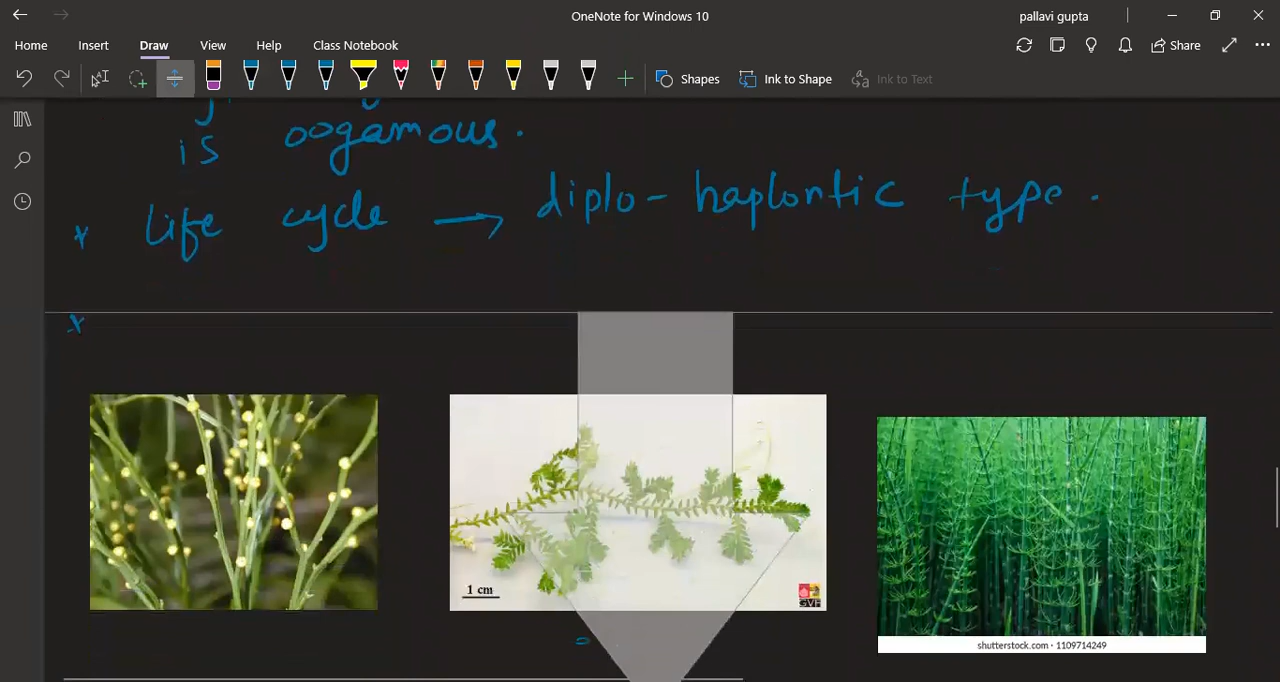 OneNote for Windows 10
pallavi gupta
Home Insert Draw View Help Class Notebook
Share
Shapes Ink to Shape Ink to Text
is oogamous.
* life cycle → diplo-haplontic type.
*
1 cm
GVF
shutterstock.com · 1109714249